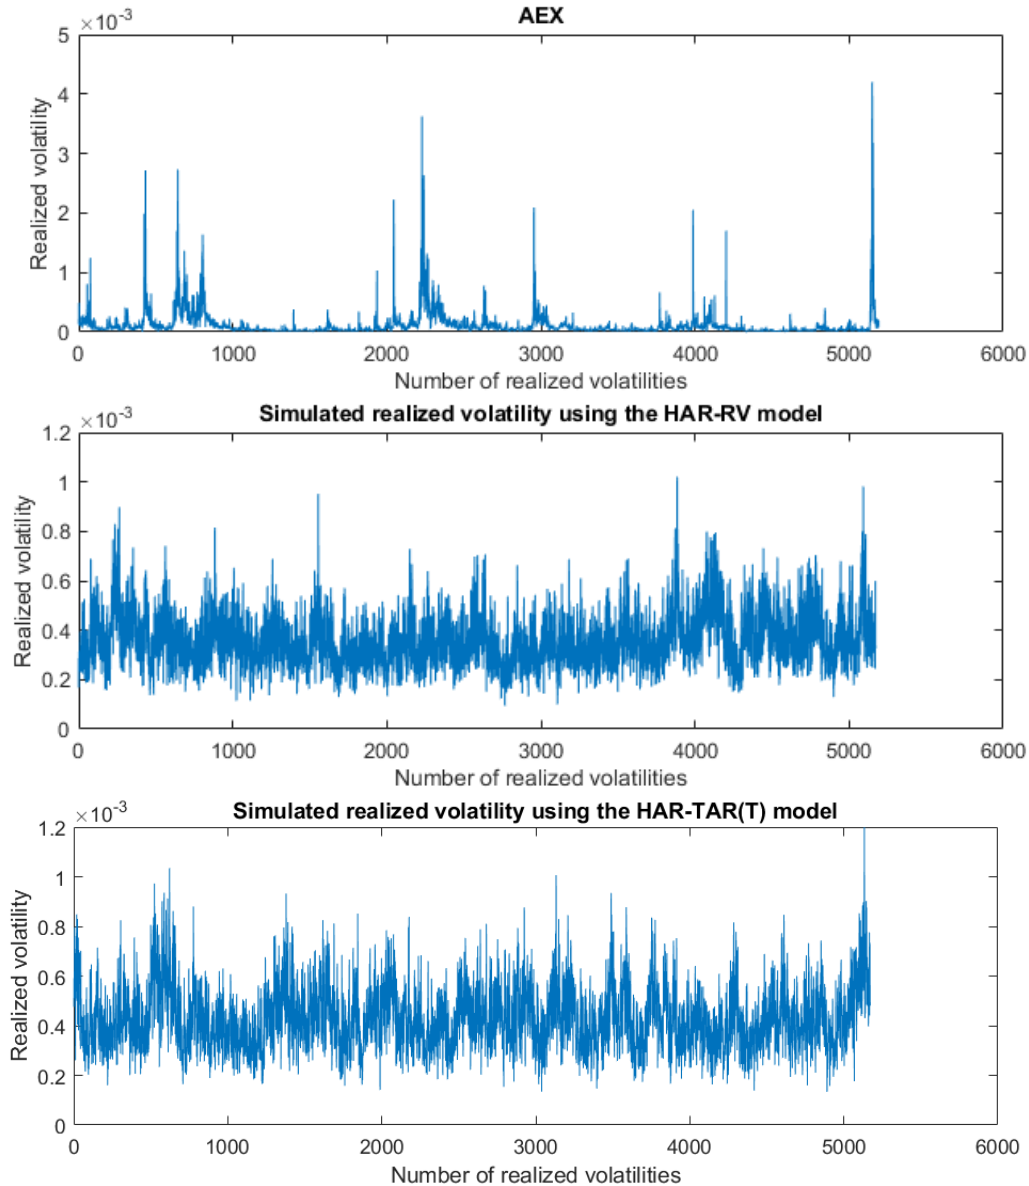 AEX
×10-3
5
4
3
2
1
0
Realized volatility
0 1000 2000 3000 4000 5000 6000
Number of realized volatilities
Simulated realized volatility using the HAR-RV model
×10-3
1.2
1
0.8
0.6
0.4
0.2
0
Realized volatility
0 1000 2000 3000 4000 5000 6000
Number of realized volatilities
Simulated realized volatility using the HAR-TAR(T) model
×10-3
1.2
1
0.8
0.6
0.4
0.2
0
Realized volatility
0 1000 2000 3000 4000 5000 6000
Number of realized volatilities